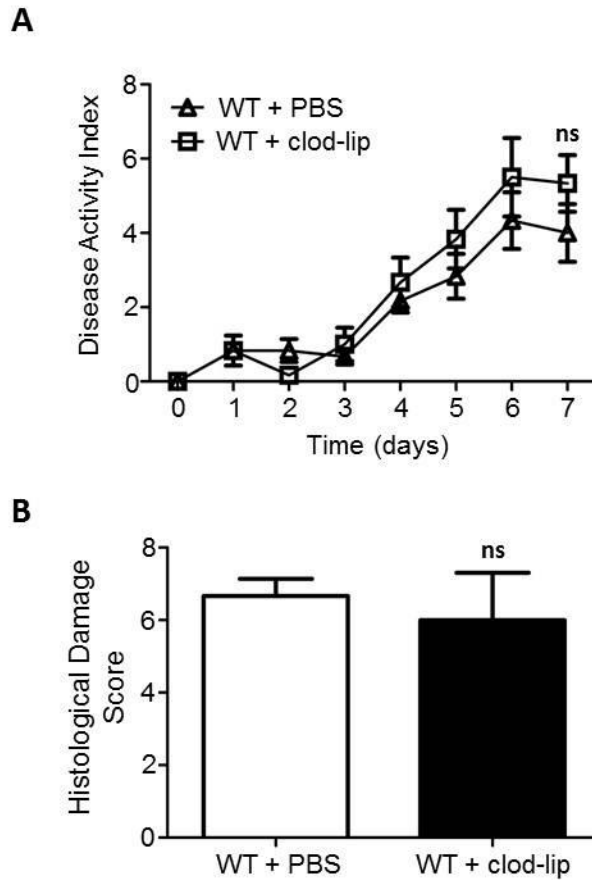 A
8
6
4
2
0
Disease Activity Index
WT + PBS
WT + clod-lip
ns
0 1 2 3 4 5 6 7
Time (days)
B
8
6
4
2
0
Histological Damage
Score
ns
WT + PBS WT + clod-lip